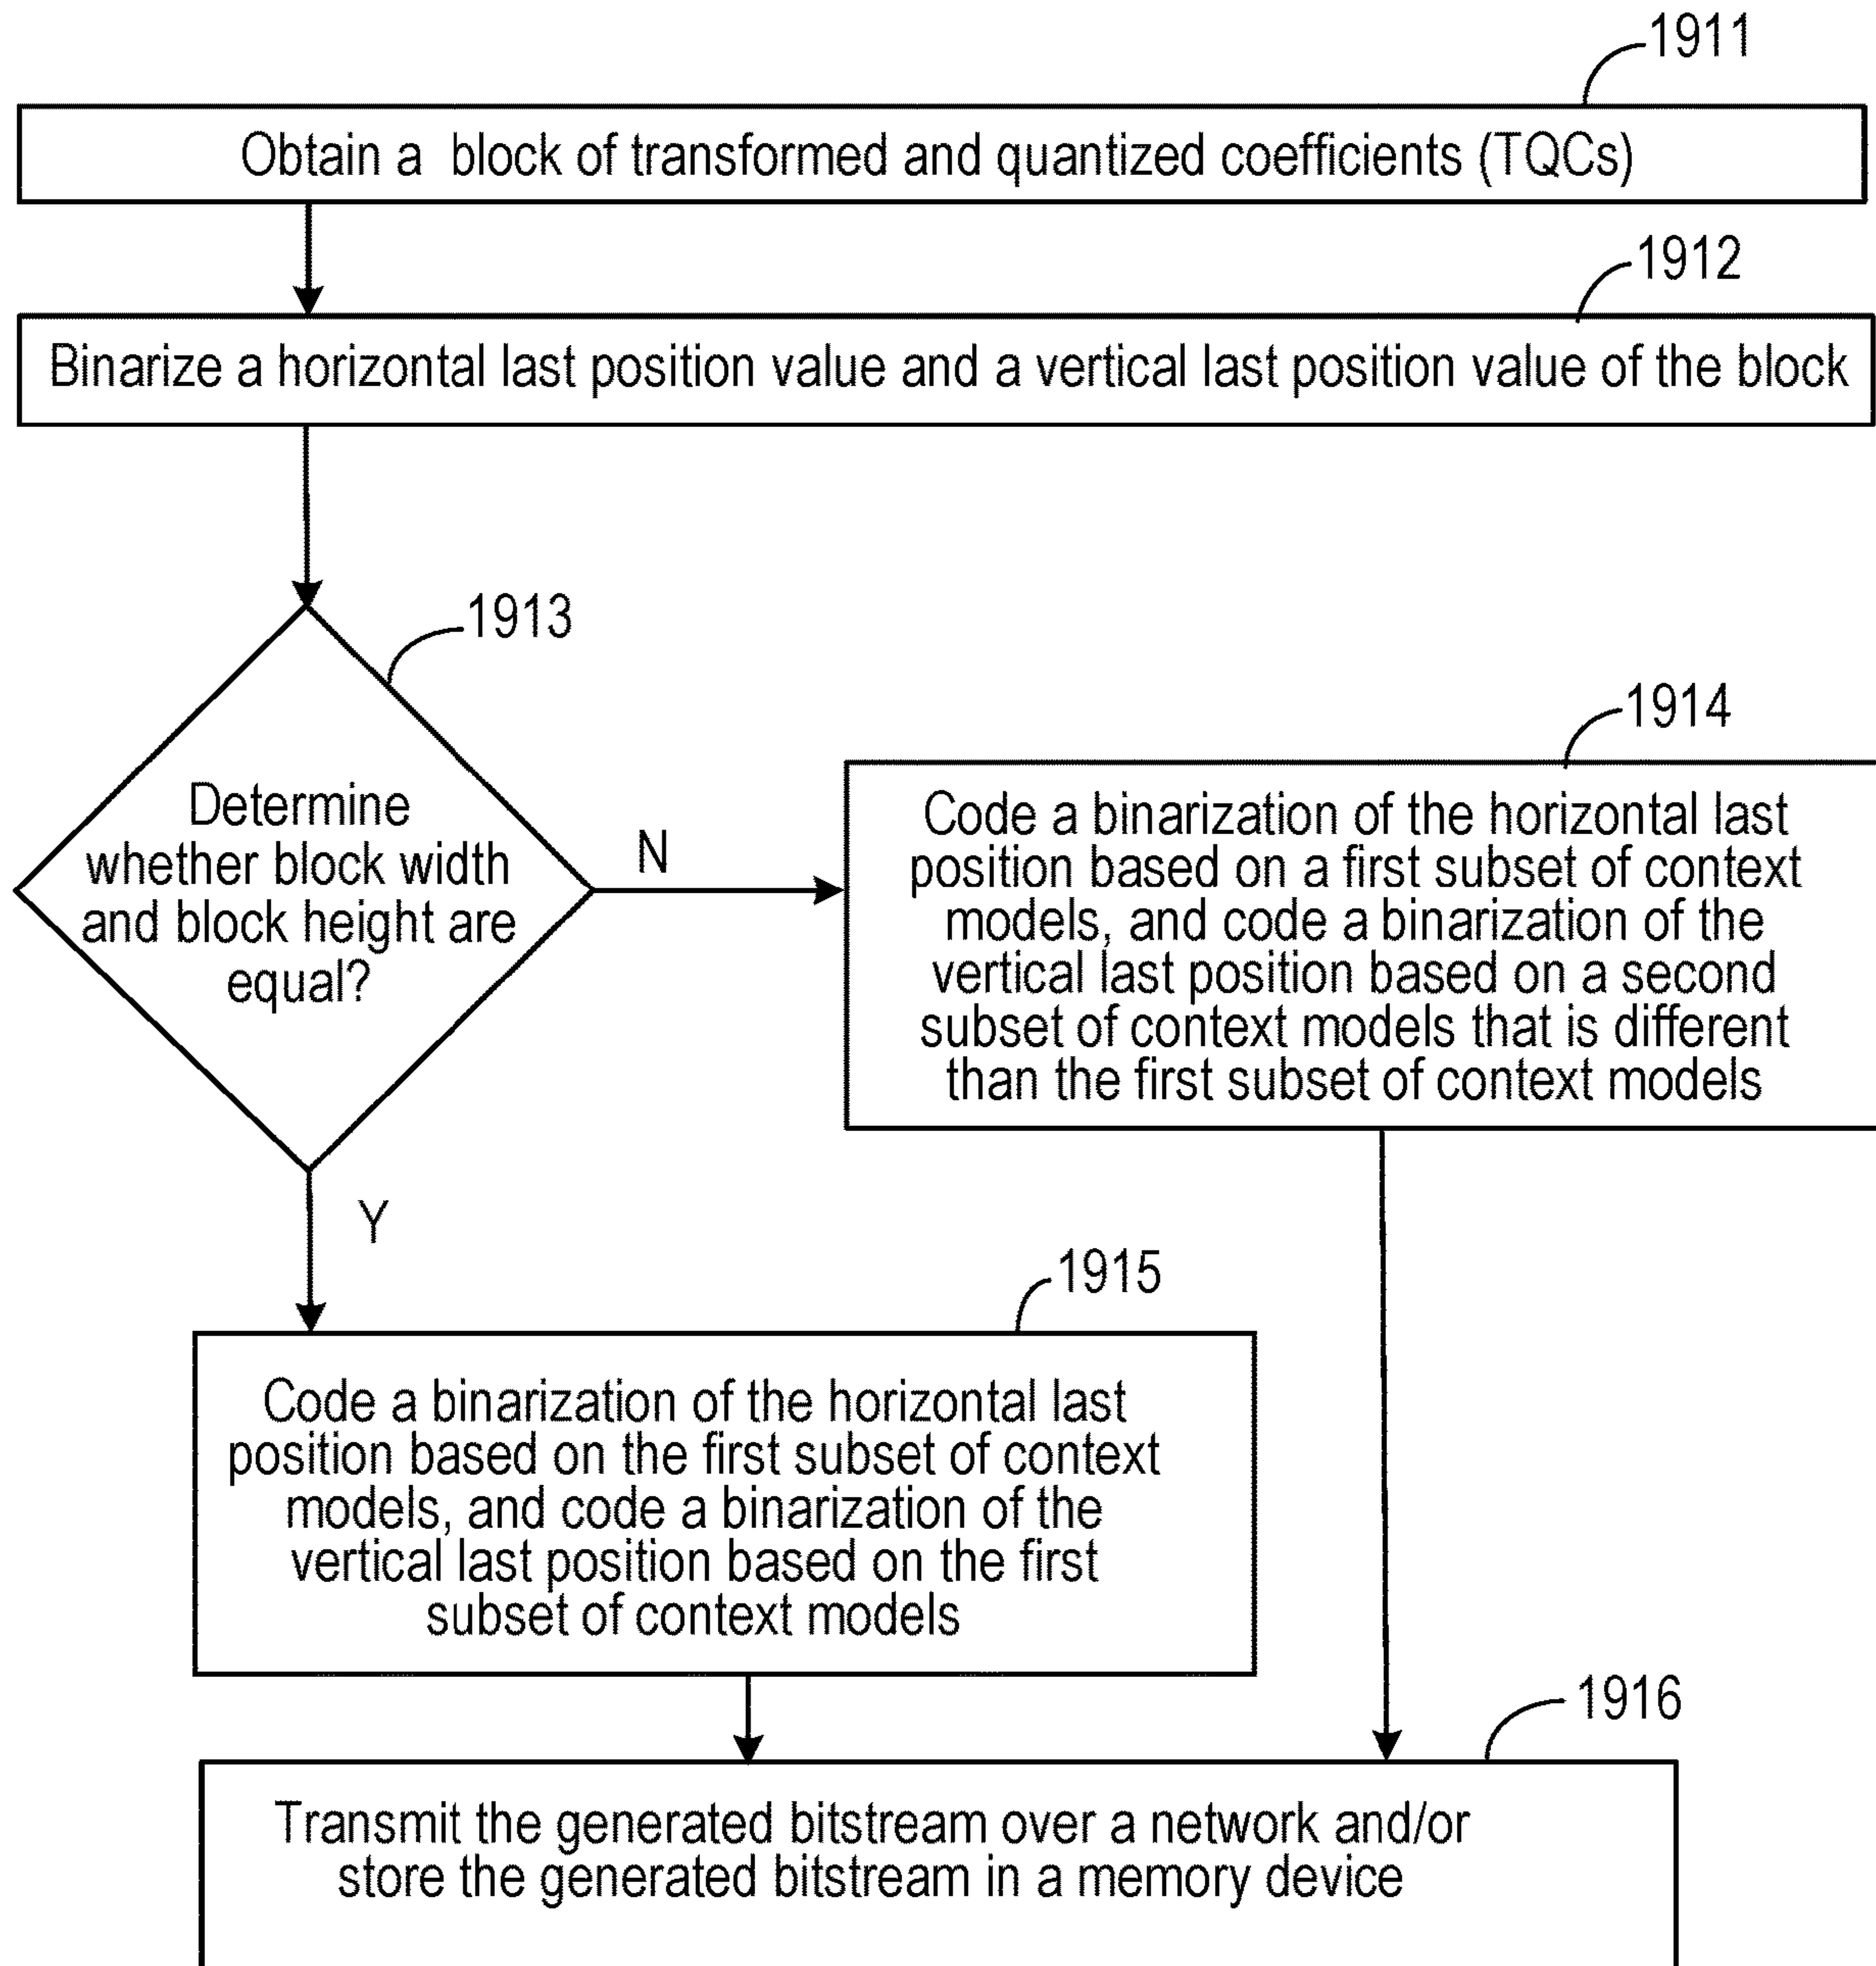 1911
Obtain a block of transformed and quantized coefficients (TQCs)
1912
Binarize a horizontal last position value and a vertical last position value of the block
1913
Determine
whether block width
and block height are
equal?
N
1914
Code a binarization of the horizontal last
position based on a first subset of context
models, and code a binarization of the
vertical last position based on a second
subset of context models that is different
than the first subset of context models
Y
1915
Code a binarization of the horizontal last
position based on the first subset of context
models, and code a binarization of the
vertical last position based on the first
subset of context models
1916
Transmit the generated bitstream over a network and/or
store the generated bitstream in a memory device